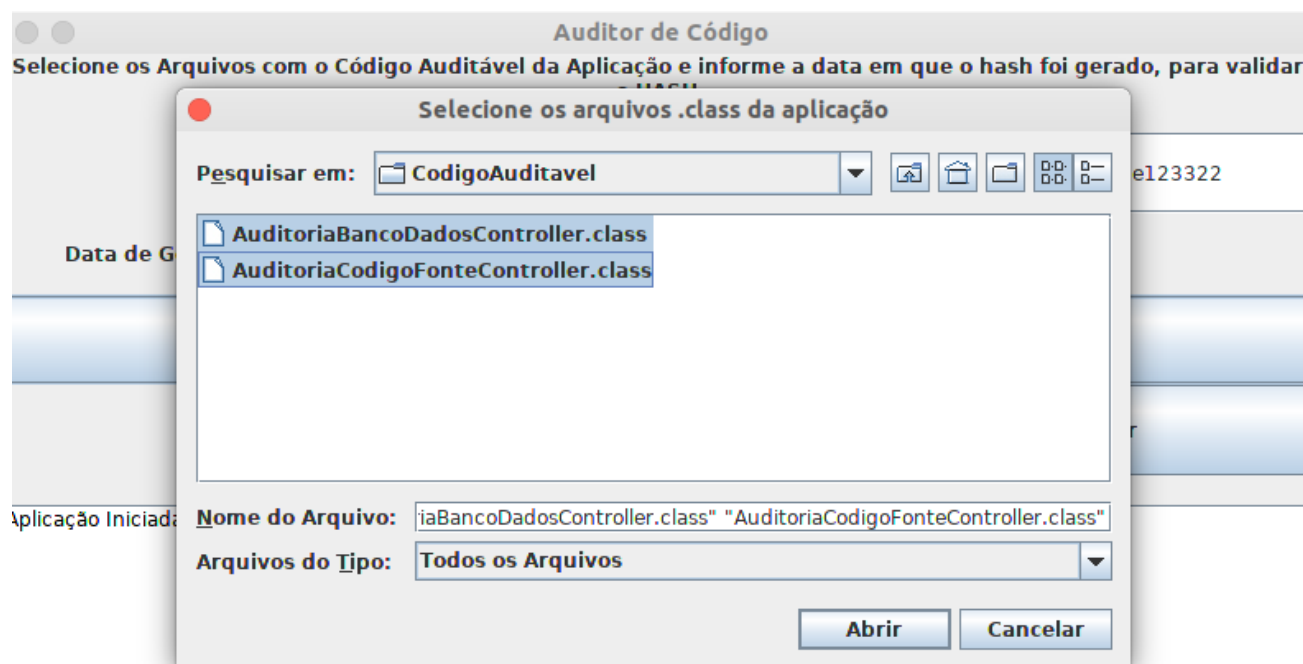 Auditor de Código
Selecione os Arquivos com o Código Auditável da Aplicação e informe a data em que o hash foi gerado, para validar
o HASH
Selecione os arquivos .class da aplicação
Pesquisar em: CodigoAuditavel
e123322
AuditoriaBancoDadosController.class
Data de G
AuditoriaCodigoFonteController.class
r
Aplicação Iniciada
Nome do Arquivo: iaBancoDadosController.class" "AuditoriaCodigoFonteController.class"
Arquivos do Tipo: Todos os Arquivos
Abrir Cancelar